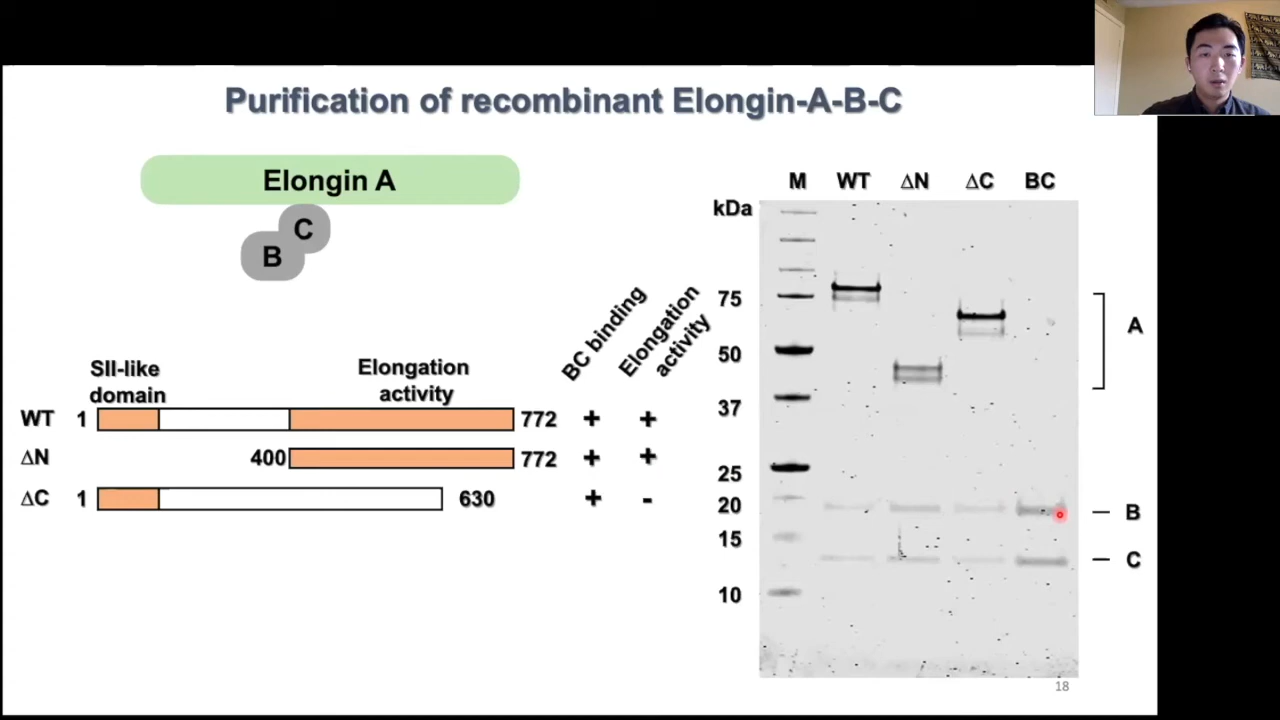 Purification of recombinant Elongin-A-B-C
Elongin A
C
B
BC binding
Elongation
activity
SII-like
domain
Elongation
activity
WT 1 772 + +
ΔN 400 772 + +
ΔC 1 630 + -
M WT ΔN ΔC BC
kDa
75
50
37
25
20
15
10
A
B
C
18